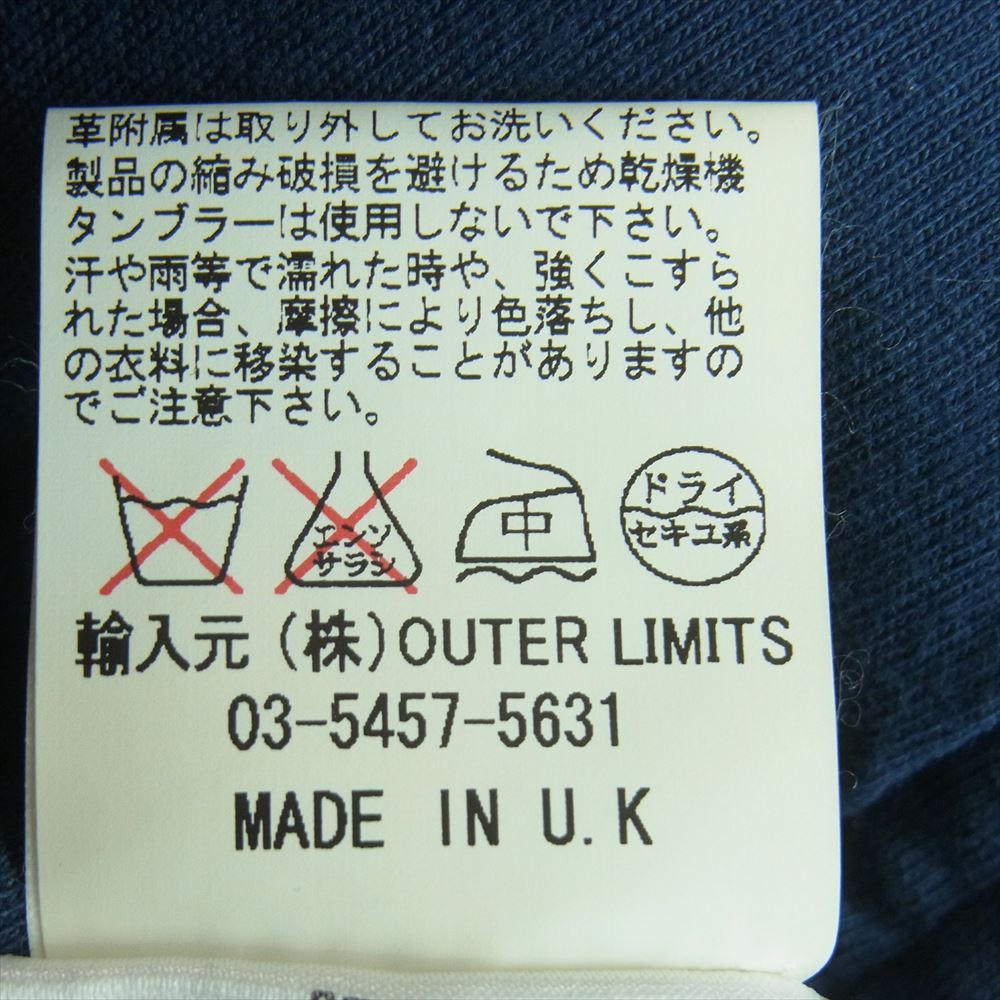 革附属は取り外してお洗いください。
製品の縮み破損を避けるため乾燥機
タンブラーは使用しないで下さい。
汗や雨等で濡れた時や、強くこすら
れた場合、摩擦により色落ちし、他
の衣料に移染することがありますの
でご注意下さい。
エンソ
サラシ
中
ドライ
セキユ系
輸入元（株）OUTER LIMITS
03-5457-5631
MADE IN U.K